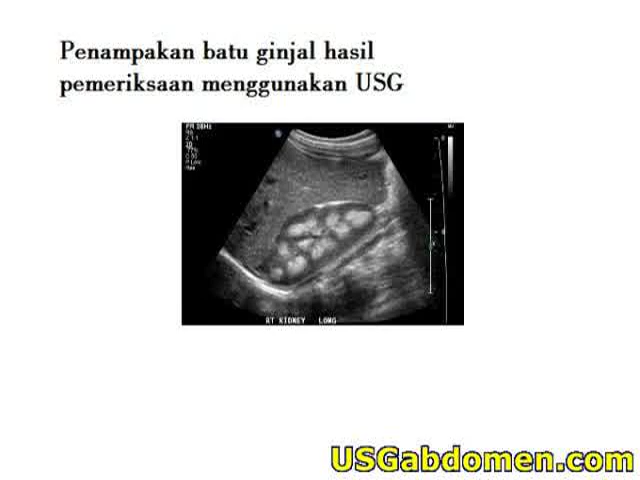 Penampakan batu ginjal hasil
pemeriksaan menggunakan USG
RT KIDNEY LONG
USGabdomen.com